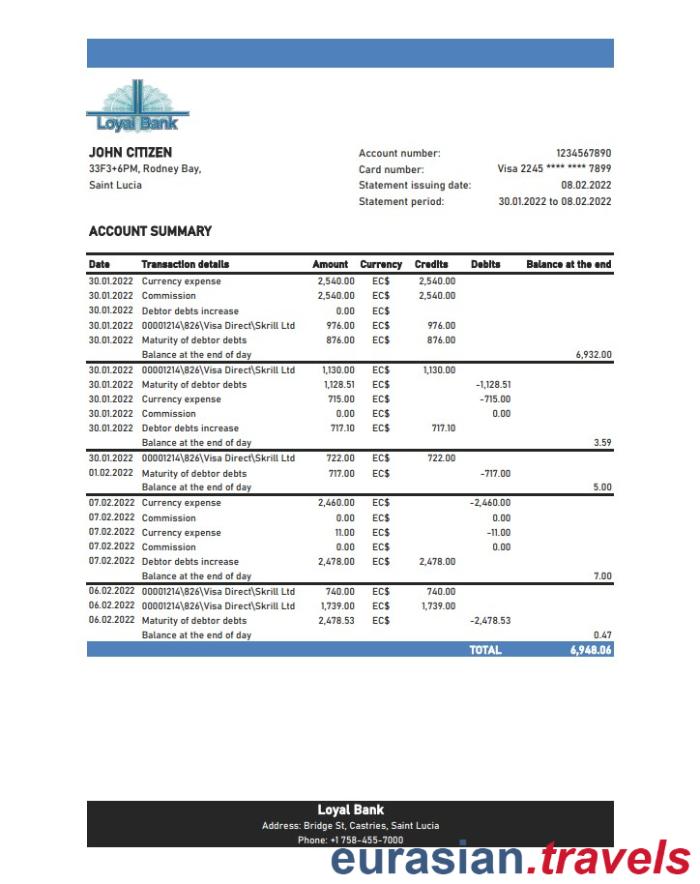 Loyal Bank
JOHN CITIZEN
33F3+6PM, Rodney Bay,
Saint Lucia
Account number: 1234567890
Card number: Visa 2245 **** **** 7899
Statement issuing date: 08.02.2022
Statement period: 30.01.2022 to 08.02.2022
ACCOUNT SUMMARY
Date Transaction details Amount Currency Credits Debits Balance at the end
30.01.2022 Currency expense 2,540.00 EC$ 2,540.00
30.01.2022 Commission 2,540.00 EC$ 2,540.00
30.01.2022 Debtor debts increase 0.00 EC$
30.01.2022 00001214\826\Visa Direct\Skrill Ltd 976.00 EC$ 976.00
30.01.2022 Maturity of debtor debts 876.00 EC$ 876.00
Balance at the end of day 6,932.00
30.01.2022 00001214\826\Visa Direct\Skrill Ltd 1,130.00 EC$ 1,130.00
30.01.2022 Maturity of debtor debts 1,128.51 EC$ -1,128.51
30.01.2022 Currency expense 715.00 EC$ -715.00
30.01.2022 Commission 0.00 EC$ 0.00
30.01.2022 Debtor debts increase 717.10 EC$ 717.10
Balance at the end of day 3.59
30.01.2022 00001214\826\Visa Direct\Skrill Ltd 722.00 EC$ 722.00
01.02.2022 Maturity of debtor debts 717.00 EC$ -717.00
Balance at the end of day 5.00
07.02.2022 Currency expense 2,460.00 EC$ -2,460.00
07.02.2022 Commission 0.00 EC$ 0.00
07.02.2022 Currency expense 11.00 EC$ -11.00
07.02.2022 Commission 0.00 EC$ 0.00
07.02.2022 Debtor debts increase 2,478.00 EC$ 2,478.00
Balance at the end of day 7.00
06.02.2022 00001214\826\Visa Direct\Skrill Ltd 740.00 EC$ 740.00
06.02.2022 00001214\826\Visa Direct\Skrill Ltd 1,739.00 EC$ 1,739.00
06.02.2022 Maturity of debtor debts 2,478.53 EC$ -2,478.53
Balance at the end of day 0.47
TOTAL 6,948.06
Loyal Bank
Address: Bridge St, Castries, Saint Lucia
Phone: +1 758-455-7000
eurasian.travels